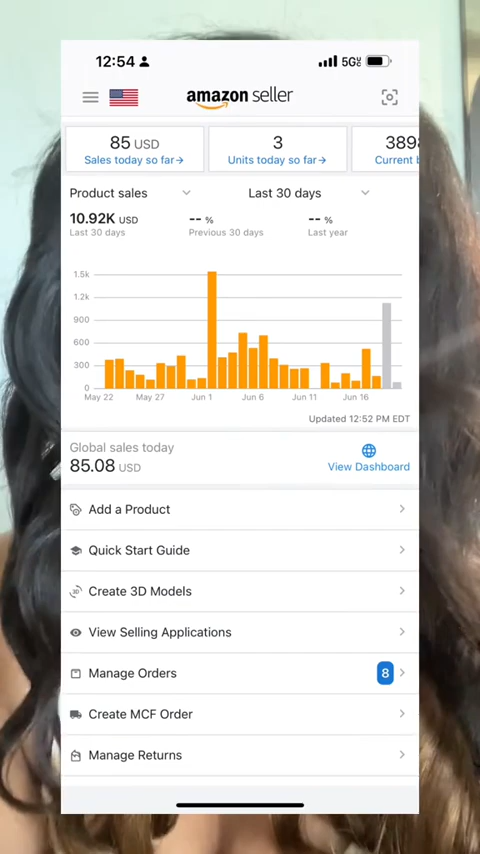 12:54
5G
amazon seller
85 USD
Sales today so far→
3
Units today so far→
389
Current
Product sales
Last 30 days
10.92K USD
Last 30 days
-- %
Previous 30 days
-- %
Last year
1.5k
1.2k
900
600
300
0
May 22
May 27
Jun 1
Jun 6
Jun 11
Jun 16
Updated 12:52 PM EDT
Global sales today
85.08 USD
View Dashboard
Add a Product
Quick Start Guide
3D
Create 3D Models
View Selling Applications
Manage Orders
8
Create MCF Order
Manage Returns